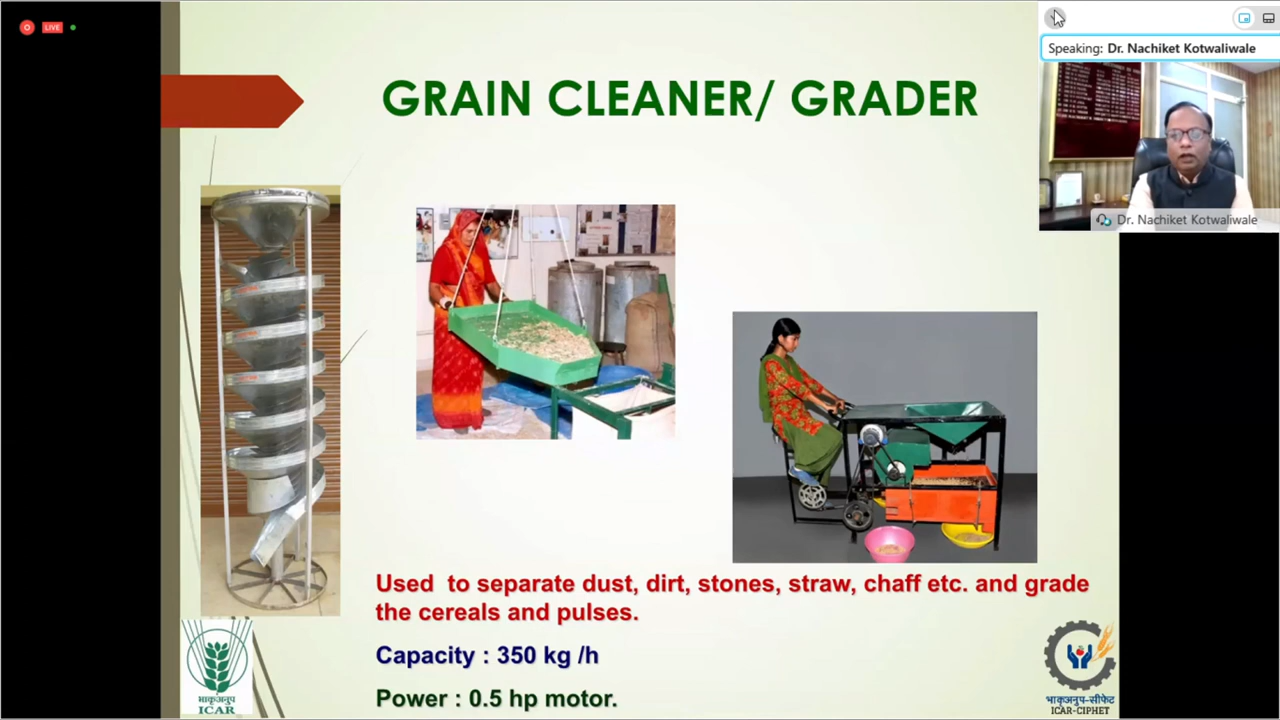 LIVE
Speaking: Dr. Nachiket Kotwaliwale
GRAIN CLEANER/ GRADER
Dr. Nachiket Kotwaliwale
Used to separate dust, dirt, stones, straw, chaff etc. and grade
the cereals and pulses.
Capacity : 350 kg /h
Power : 0.5 hp motor.
भाकृअनुप
ICAR
भाकृअनुप-सीफेट
ICAR-CIPHET